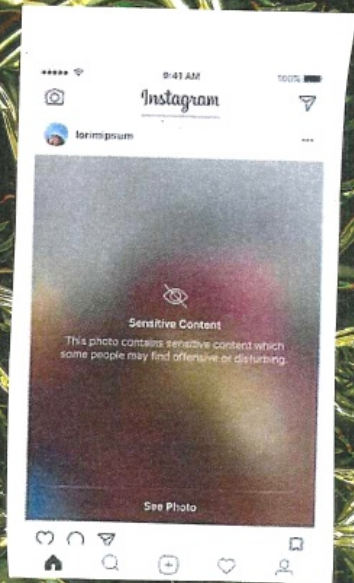 9:41 AM
100%
Instagram
lorimipsum
Sensitive Content
This photo contains sensitive content which
some people may find offensive or disturbing.
See Photo